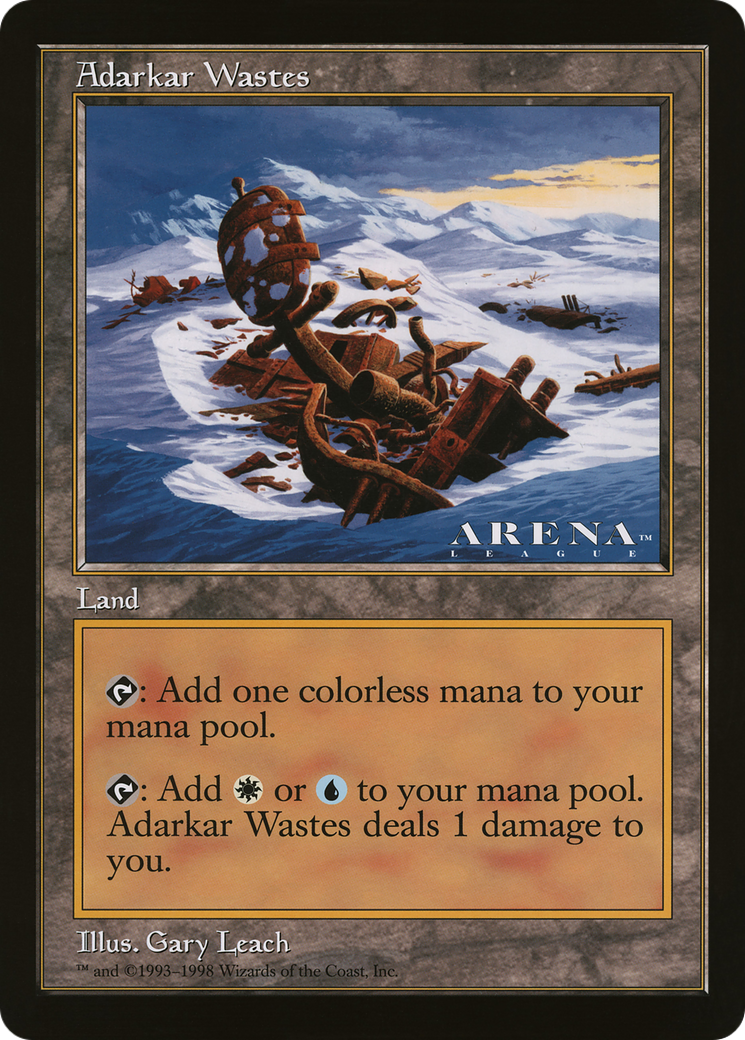 Adarkar Wastes
ARENA™
LEAGUE
Land
: Add one colorless mana to your
mana pool.
: Add or to your mana pool.
Adarkar Wastes deals 1 damage to
you.
Illus. Gary Leach
™ and ©1993–1998 Wizards of the Coast, Inc.